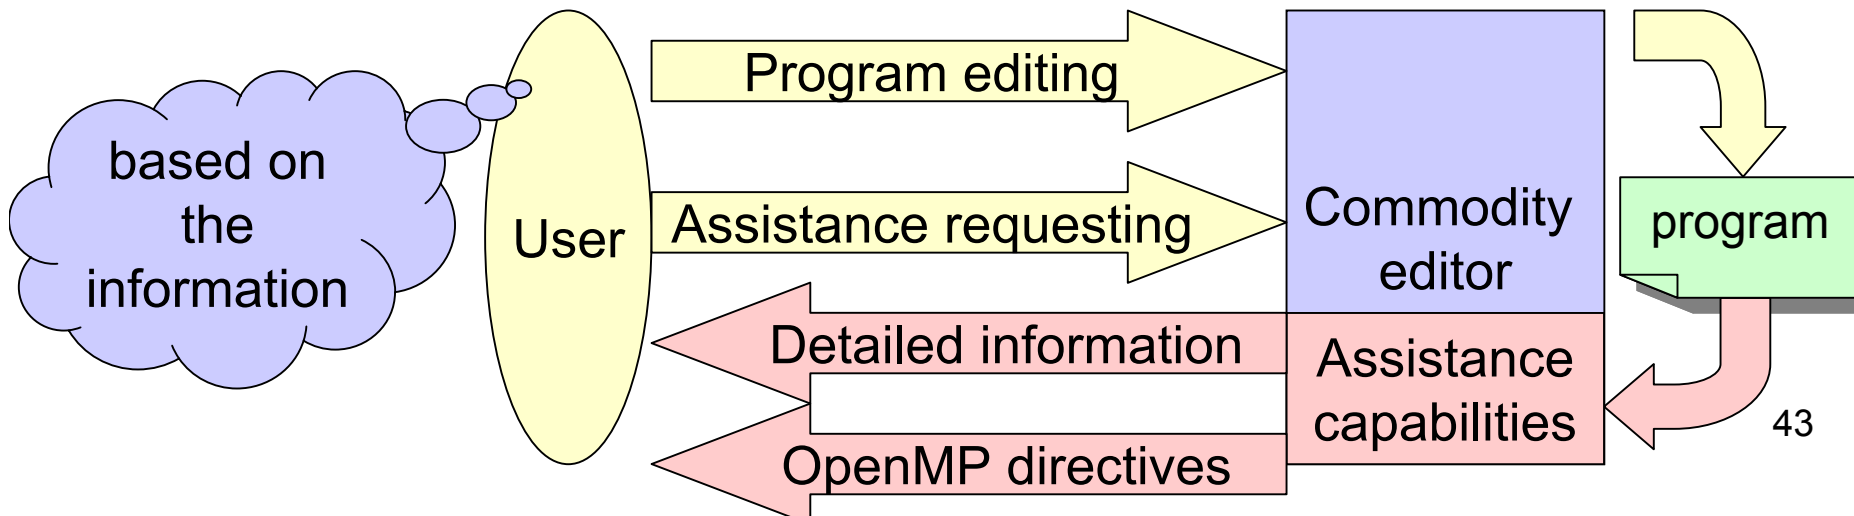 Program editing
based on
the
information
User
Assistance requesting
Commodity
editor
program
Detailed information
Assistance
capabilities
OpenMP directives
43